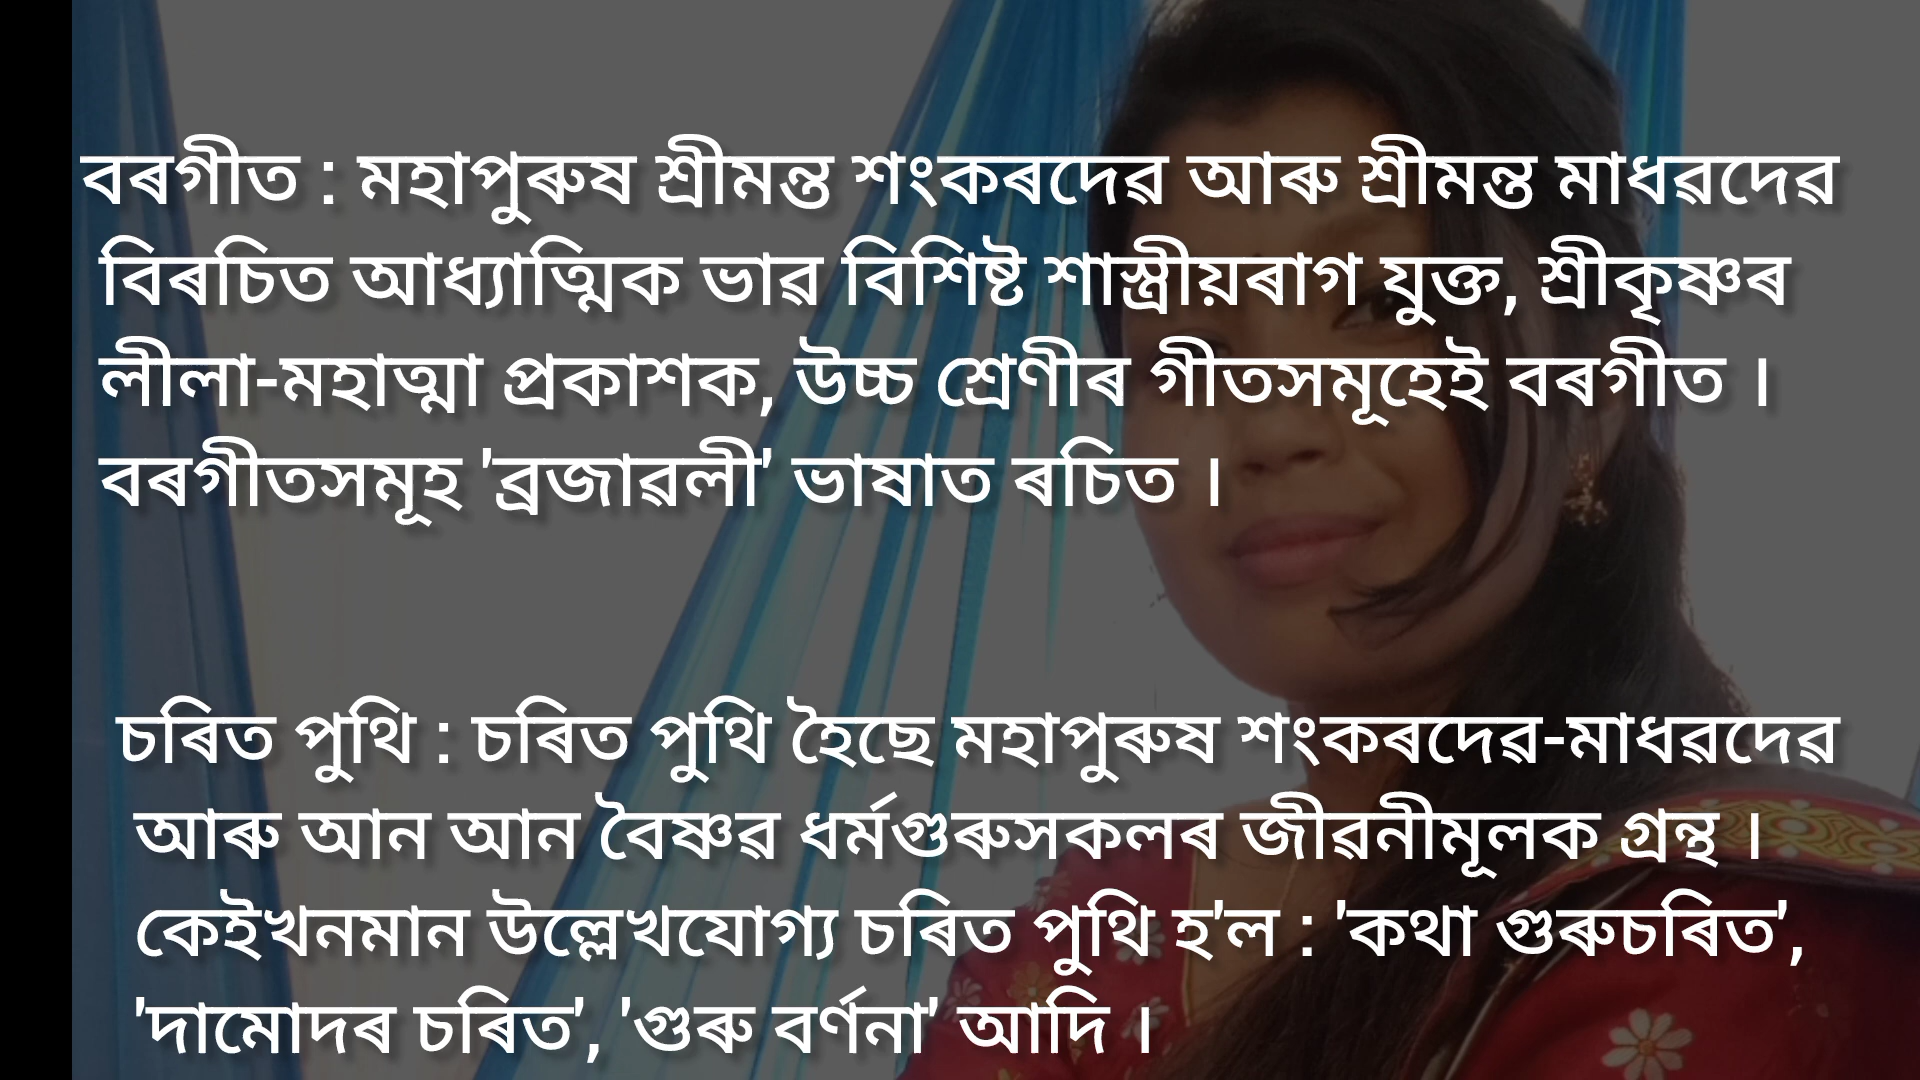 বৰগীত : মহাপুৰুষ শ্ৰীমন্ত শংকৰদেৱ আৰু শ্ৰীমন্ত মাধৱদেৱ
বিৰচিত আধ্যাত্মিক ভাৱ বিশিষ্ট শাস্ত্ৰীয়ৰাগ যুক্ত, শ্ৰীকৃষ্ণৰ
লীলা-মহাত্মা প্ৰকাশক, উচ্চ শ্ৰেণীৰ গীতসমূহেই বৰগীত ।
বৰগীতসমূহ 'ব্ৰজাৱলী' ভাষাত ৰচিত ।
চৰিত পুথি : চৰিত পুথি হৈছে মহাপুৰুষ শংকৰদেৱ-মাধৱদেৱ
আৰু আন আন বৈষ্ণৱ ধৰ্মগুৰুসকলৰ জীৱনীমূলক গ্ৰন্থ ।
কেইখনমান উল্লেখযোগ্য চৰিত পুথি হ'ল : 'কথা গুৰুচৰিত',
'দামোদৰ চৰিত', 'গুৰু বৰ্ণনা' আদি ।